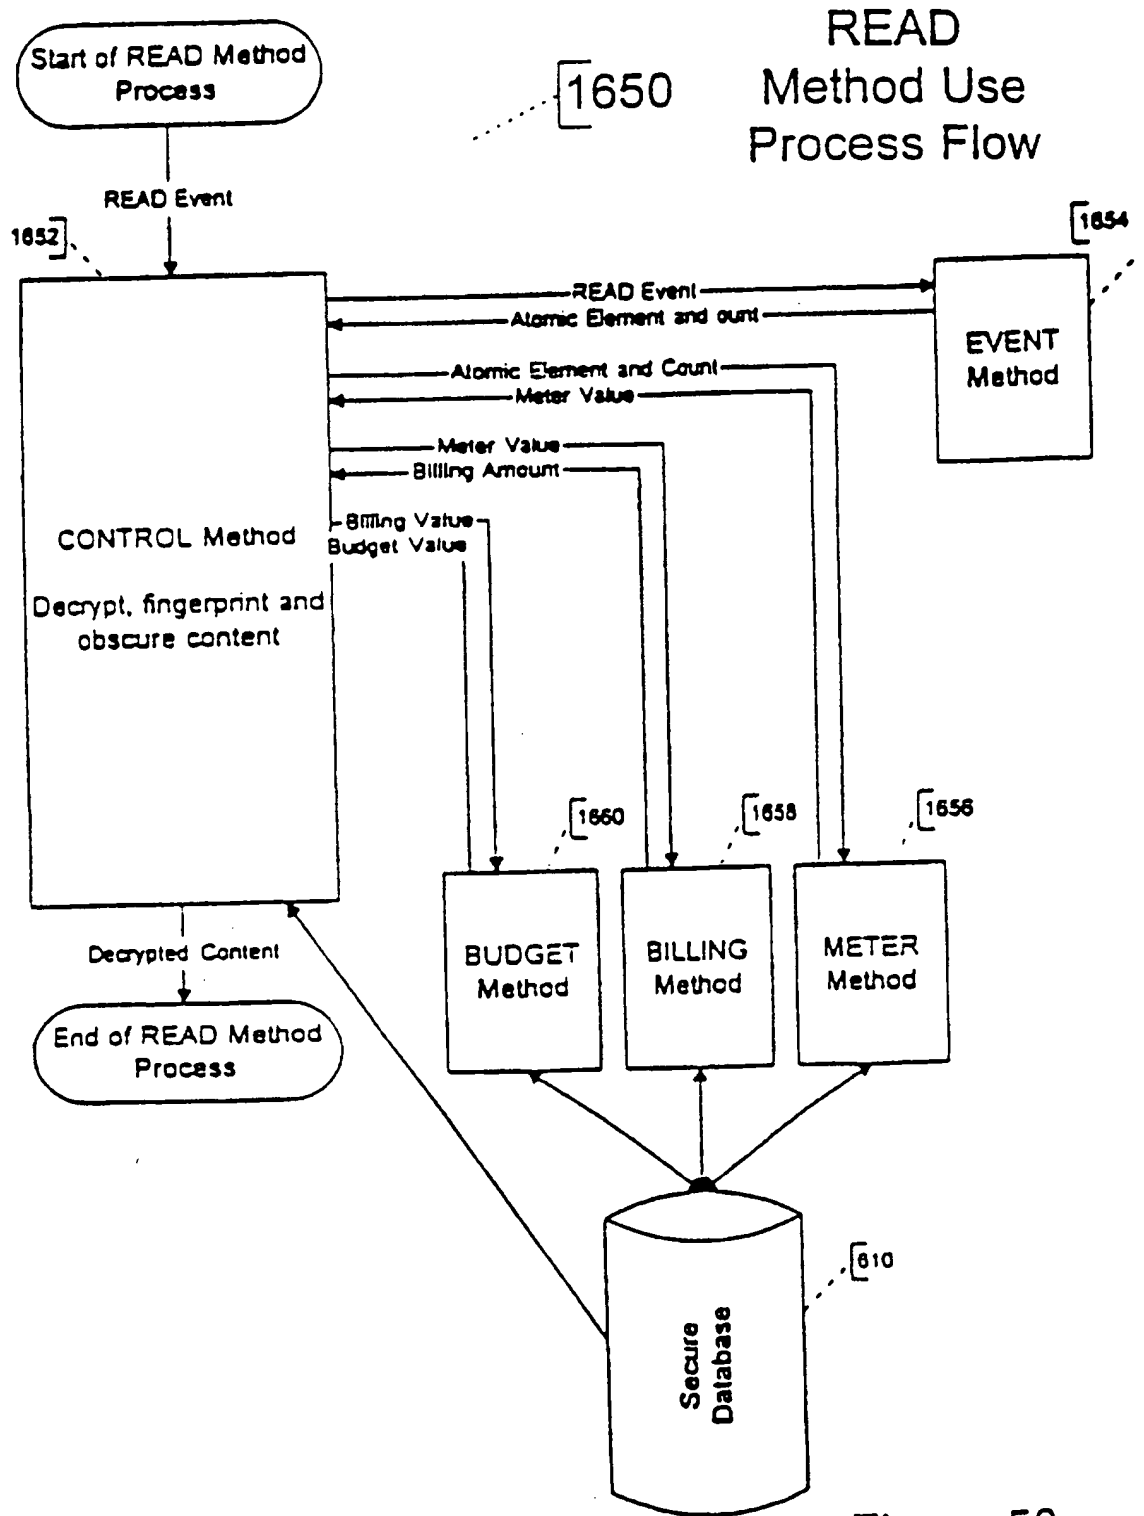 READ
Method Use
Process Flow
1650
Start of READ Method
Process
READ Event
1652
1654
READ Event
Atomic Element and ount
EVENT
Method
Atomic Element and Count
Meter Value
Meter Value
Billing Amount
Billing Value
Budget Value
CONTROL Method
Decrypt, fingerprint and
obscure content
1660
1658
1656
BUDGET
Method
BILLING
Method
METER
Method
Decrypted Content
End of READ Method
Process
610
Secure
Database